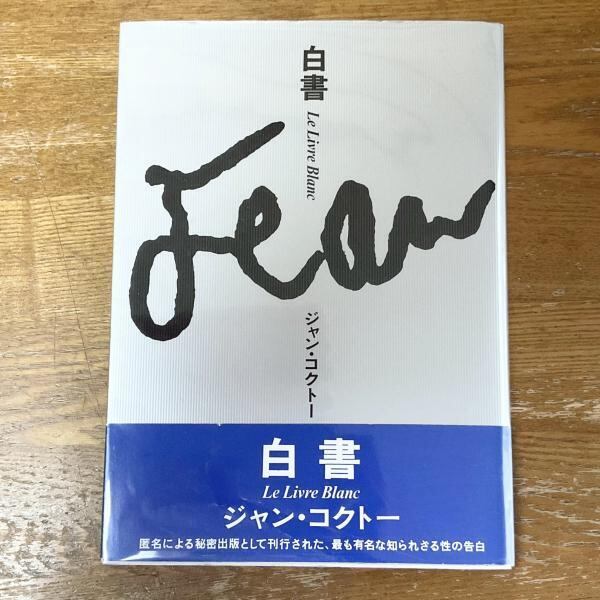 白書
Le Livre Blanc
Jean
ジャン・コクトー
白書
Le Livre Blanc
ジャン・コクトー
匿名による秘密出版として刊行された、最も有名な知られざる性の告白